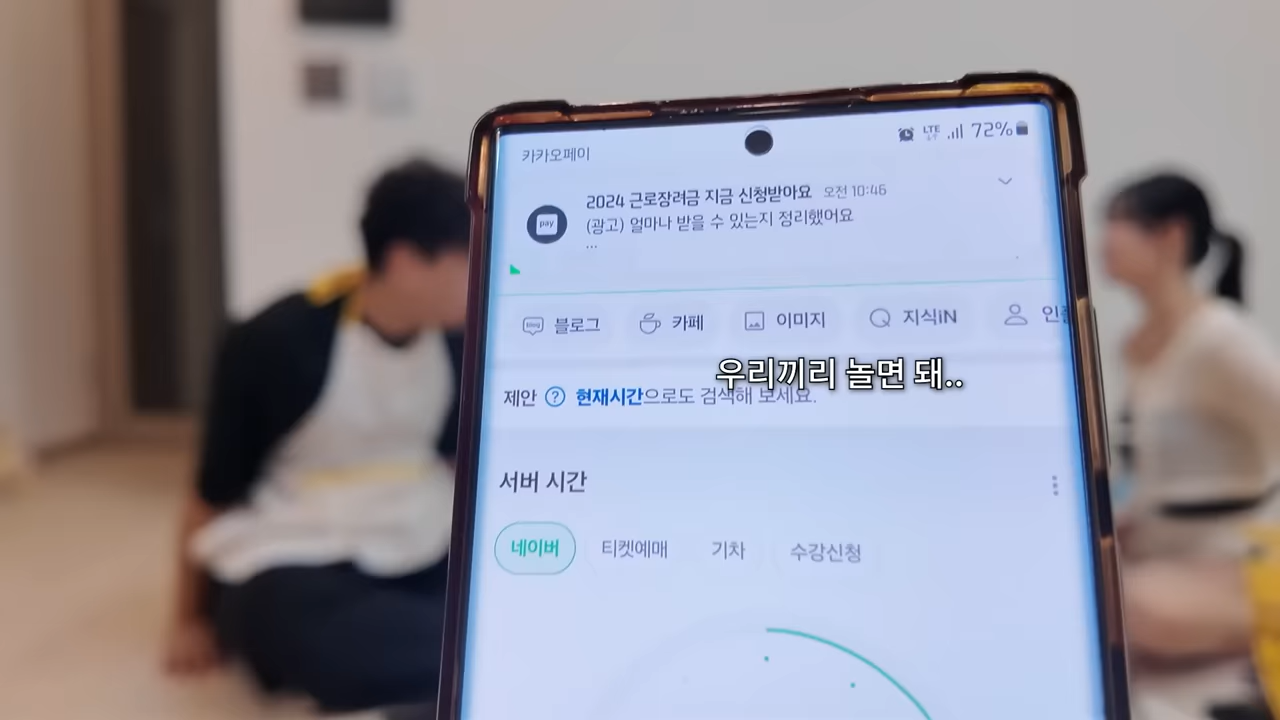 카카오페이
LTE 72%
2024 근로장려금 지금 신청받아요 오전 10:46
pay
(광고) 얼마나 받을 수 있는지 정리했어요
...
블로그 카페 이미지 지식iN
우리끼리 놀면 돼..
제안 ? 현재시간으로도 검색해 보세요.
서버 시간
네이버 티켓예매 기차 수강신청